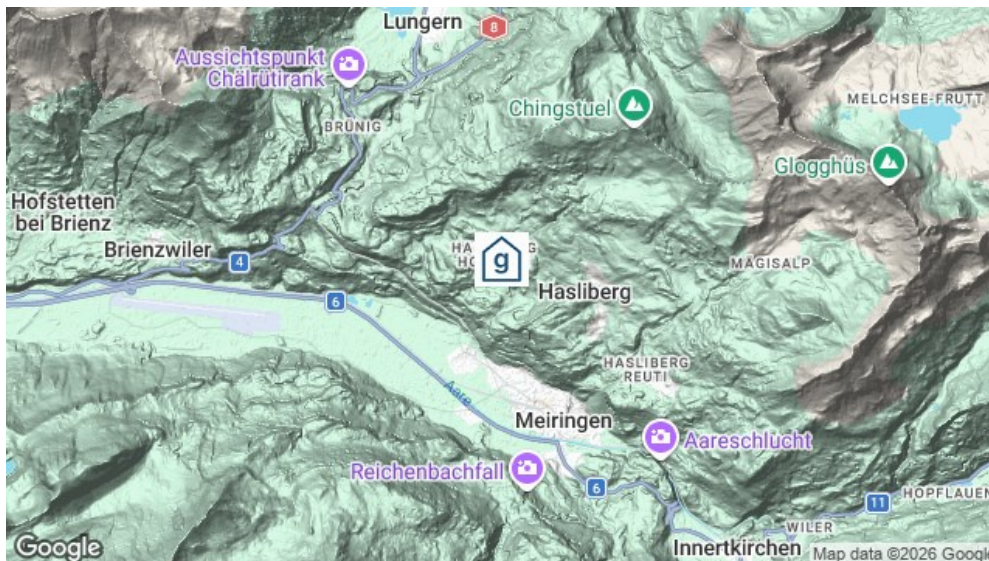 Lungern
8
Aussichtspunkt
Chälrütirank
BRÜNIG
Chingstuel
MELCHSEE-FRUTT
Glogghüs
Hofstetten
bei Brienz
Brienzwiler
4
g
MÄGISALP
Hasliberg
6
HASLIBERG
REUTI
Aare
Meiringen
Aareschlucht
Reichenbachfall
6
11
HOPFLAUEN
WILER
Innertkirchen
Google
Map data ©2026 Google